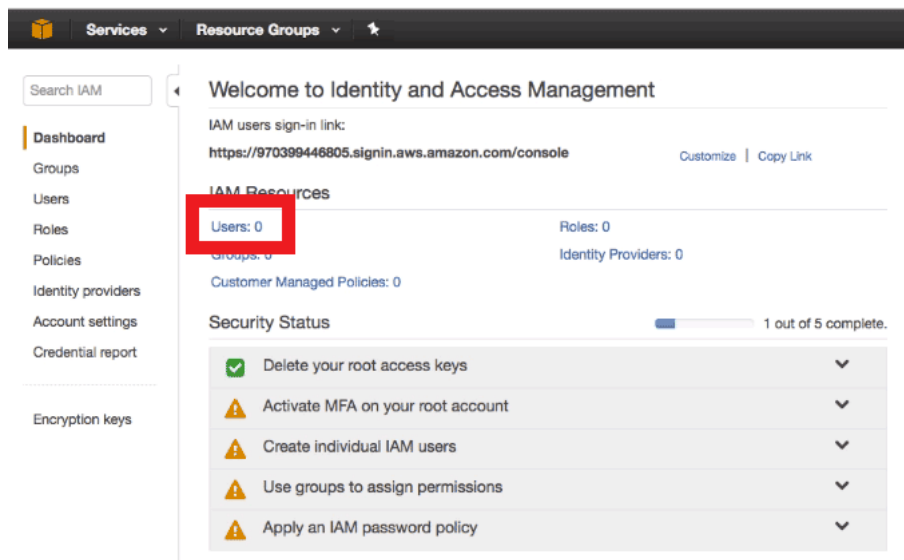 Services Resource Groups
Search IAM
Dashboard
Groups
Users
Roles
Policies
Identity providers
Account settings
Credential report
Encryption keys
Welcome to Identity and Access Management
IAM users sign-in link:
https://970399446805.signin.aws.amazon.com/console Customize | Copy Link
IAM Resources
Users: 0 Roles: 0
Groups: 0 Identity Providers: 0
Customer Managed Policies: 0
Security Status 1 out of 5 complete.
Delete your root access keys
Activate MFA on your root account
Create individual IAM users
Use groups to assign permissions
Apply an IAM password policy